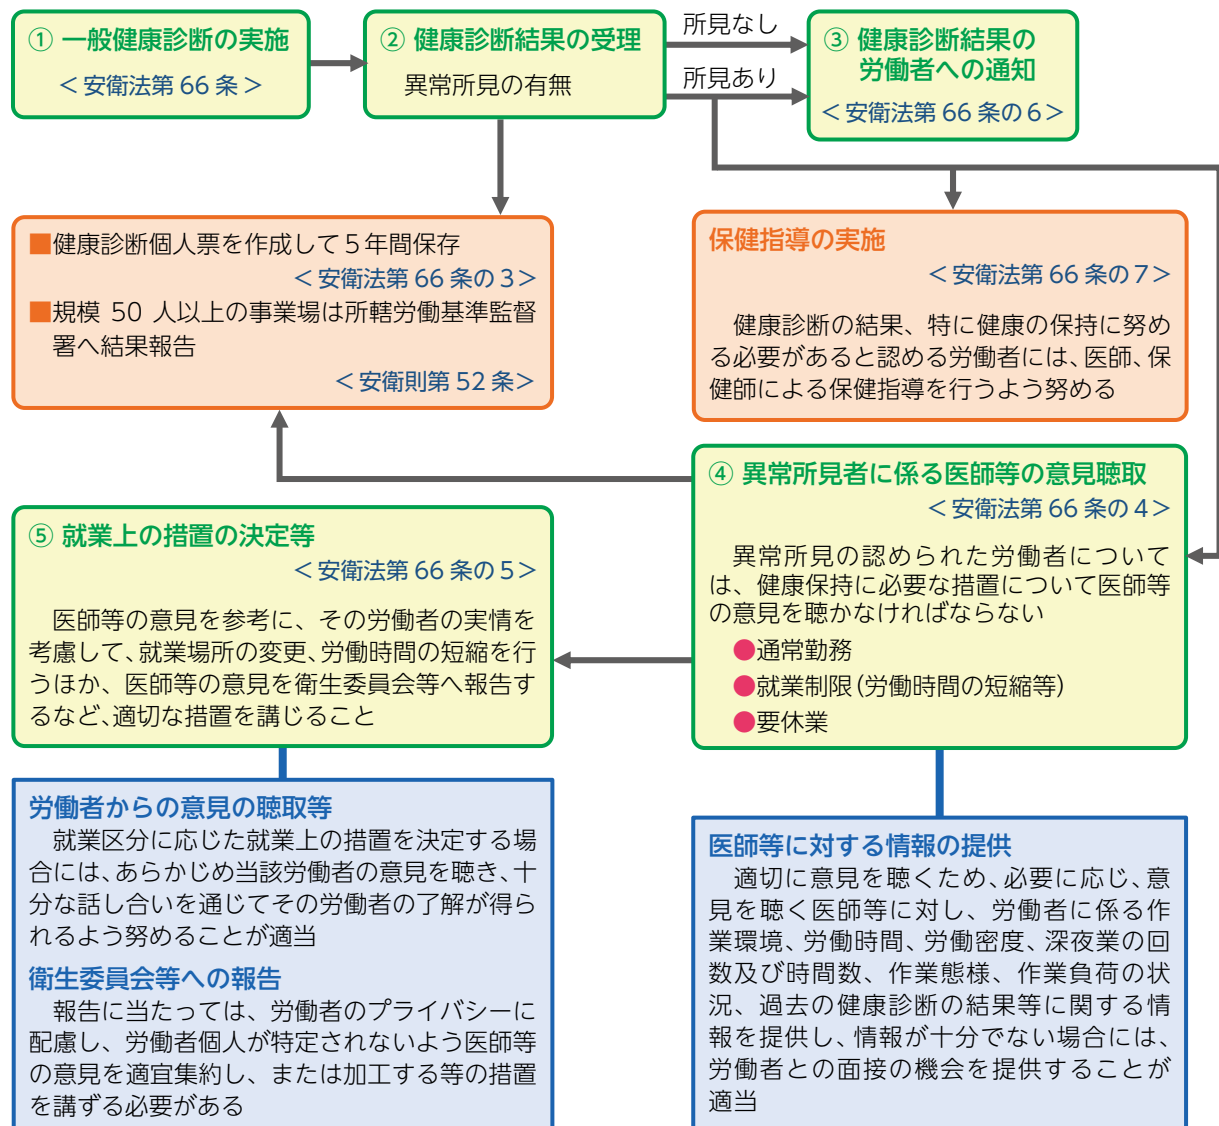 ① 一般健康診断の実施
＜安衛法第 66 条＞
② 健康診断結果の受理
異常所見の有無
所見なし
所見あり
③ 健康診断結果の
労働者への通知
＜安衛法第 66 条の６＞
■健康診断個人票を作成して５年間保存
＜安衛法第 66 条の３＞
■規模 50 人以上の事業場は所轄労働基準監督
署へ結果報告
＜安衛則第 52 条＞
保健指導の実施
＜安衛法第 66 条の７＞
健康診断の結果、特に健康の保持に努め
る必要があると認める労働者には、医師、保
健師による保健指導を行うよう努める
④ 異常所見者に係る医師等の意見聴取
＜安衛法第 66 条の４＞
異常所見の認められた労働者について
は、健康保持に必要な措置について医師等
の意見を聴かなければならない
●通常勤務
●就業制限（労働時間の短縮等）
●要休業
⑤ 就業上の措置の決定等
＜安衛法第 66 条の５＞
医師等の意見を参考に、その労働者の実情を
考慮して、就業場所の変更、労働時間の短縮を行
うほか、医師等の意見を衛生委員会等へ報告す
るなど、適切な措置を講じること
労働者からの意見の聴取等
就業区分に応じた就業上の措置を決定する場
合には、あらかじめ当該労働者の意見を聴き、十
分な話し合いを通じてその労働者の了解が得ら
れるよう努めることが適当
衛生委員会等への報告
報告に当たっては、労働者のプライバシーに
配慮し、労働者個人が特定されないよう医師等
の意見を適宜集約し、または加工する等の措置
を講ずる必要がある
医師等に対する情報の提供
適切に意見を聴くため、必要に応じ、意
見を聴く医師等に対し、労働者に係る作
業環境、労働時間、労働密度、深夜業の回
数及び時間数、作業態様、作業負荷の状
況、過去の健康診断の結果等に関する情
報を提供し、情報が十分でない場合には、
労働者との面接の機会を提供することが
適当